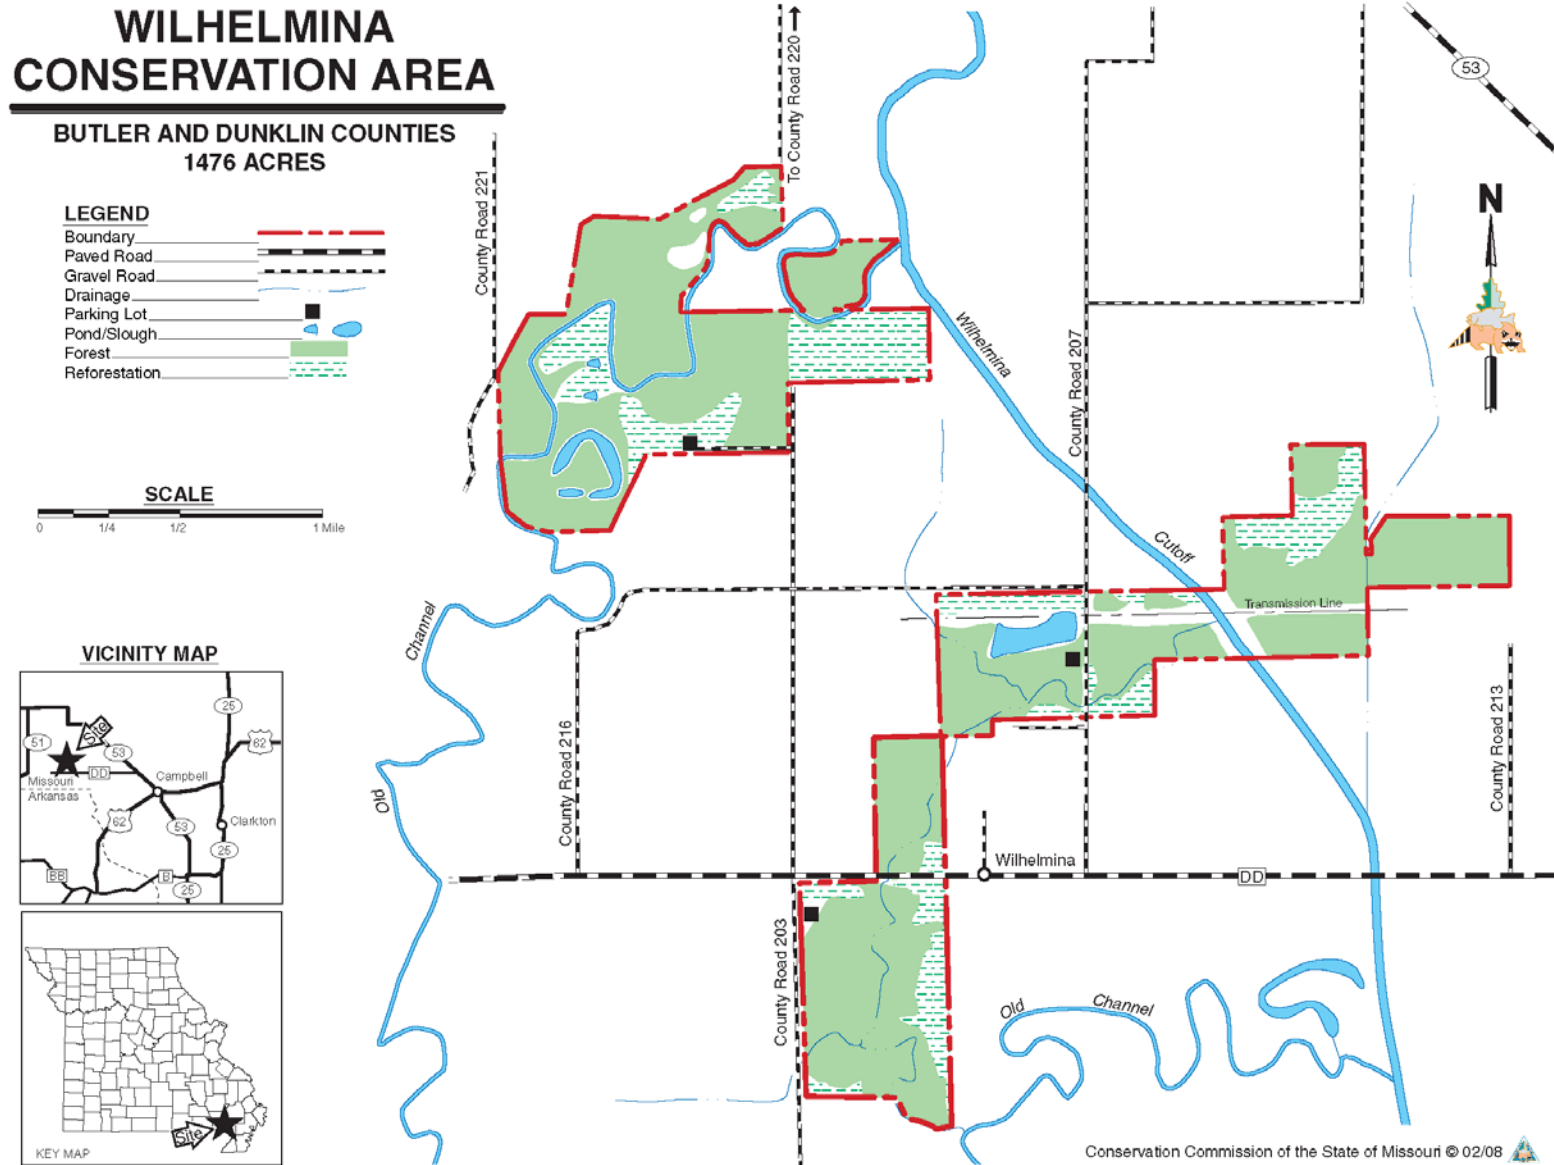 WILHELMINA
CONSERVATION AREA
BUTLER AND DUNKLIN COUNTIES
1476 ACRES
LEGEND
Boundary
Paved Road
Gravel Road
Drainage
Parking Lot
Pond/Slough
Forest
Reforestation
SCALE
0 1/4 1/2 1 Mile
VICINITY MAP
25
51
Site
53
62
DD
Missouri
Arkansas
Campbell
62
53
Clarkton
25
BB
B
25
Site
KEY MAP
To County Road 220
53
N
County Road 221
Wilhelmina
County Road 207
Cutoff
Transmission Line
Channel
Old
County Road 216
County Road 213
Wilhelmina
DD
County Road 203
Old
Channel
Conservation Commission of the State of Missouri © 02/08